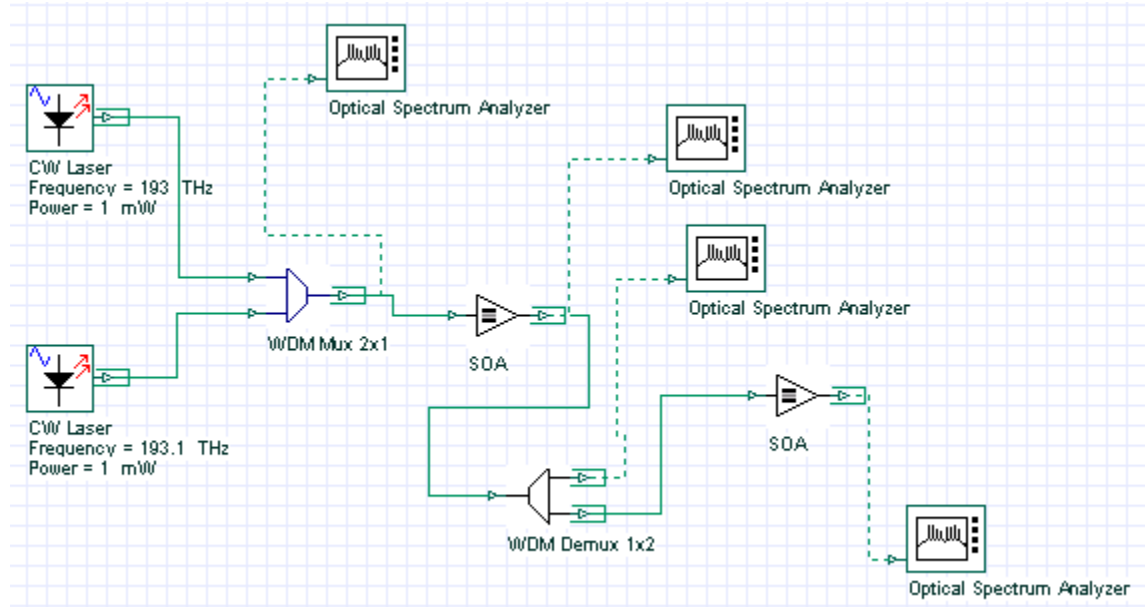 Optical Spectrum Analyzer
CW Laser
Frequency = 193 THz
Power = 1 mW
Optical Spectrum Analyzer
Optical Spectrum Analyzer
WDM Mux 2x1
SOA
CW Laser
Frequency = 193.1 THz
Power = 1 mW
SOA
WDM Demux 1x2
Optical Spectrum Analyzer